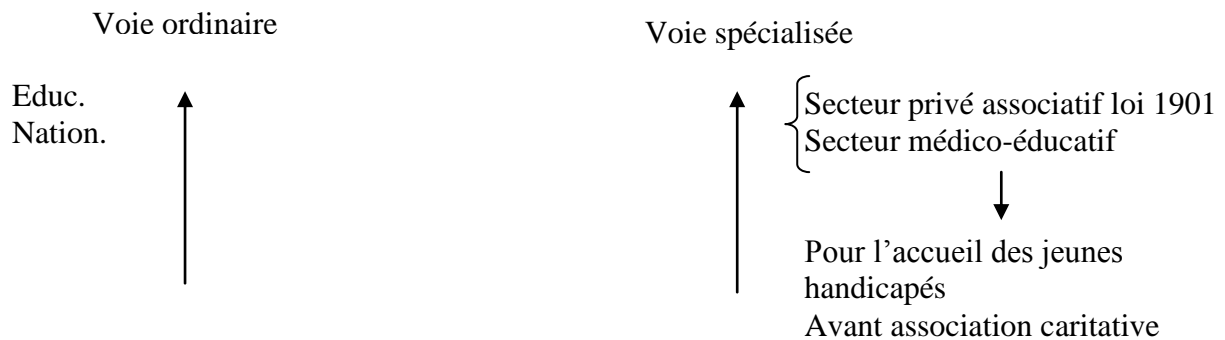 Voie ordinaire
Voie spécialisée
Educ.
Nation.
Secteur privé associatif loi 1901
Secteur médico-éducatif
Pour l'accueil des jeunes
handicapés
Avant association caritative